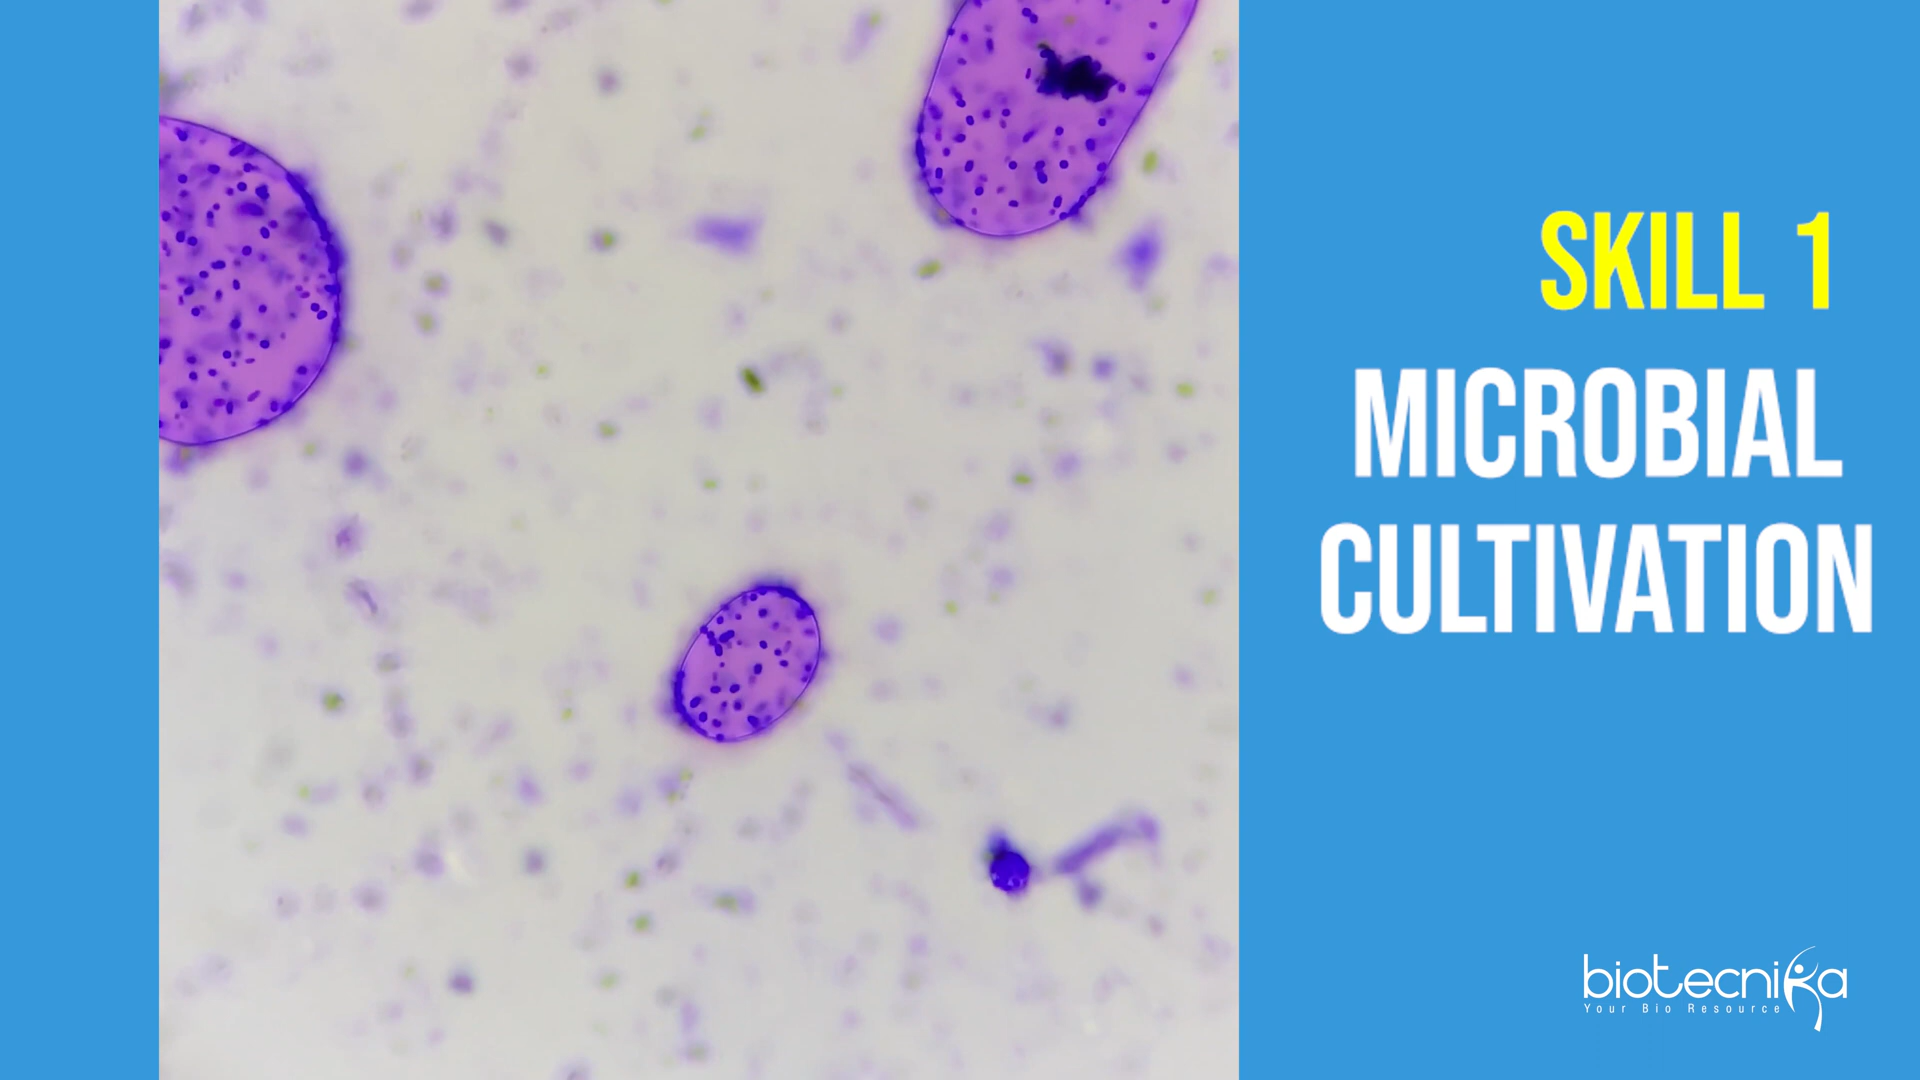 SKILL 1
MICROBIAL
CULTIVATION
biotecnika
Your Bio Resource